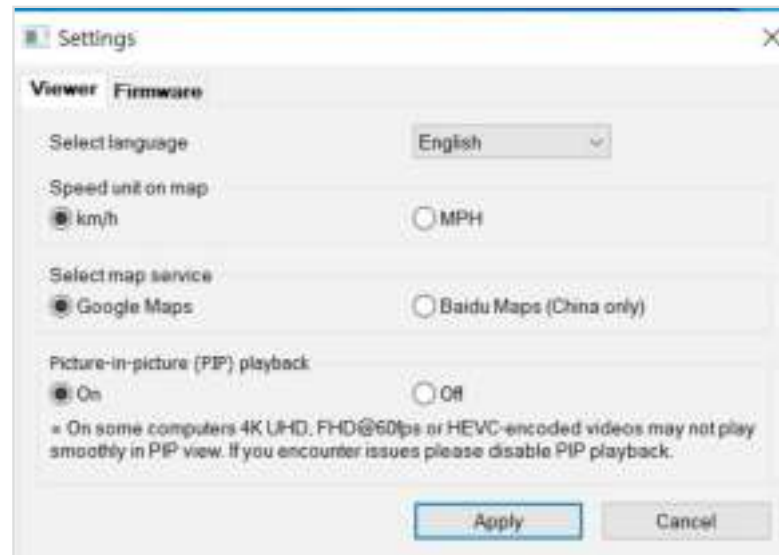 Settings
Viewer Firmware
Select language English
Speed unit on map
km/h MPH
Select map service
Google Maps Baidu Maps (China only)
Picture-in-picture (PIP) playback
On Off
* On some computers 4K UHD, FHD@60fps or HEVC-encoded videos may not play
smoothly in PIP view. If you encounter issues please disable PIP playback.
Apply Cancel